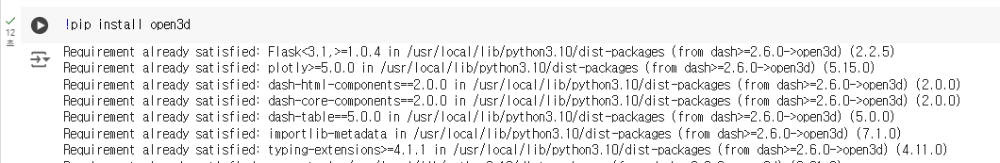 !pip install open3d
12
초
Requirement already satisfied: Flask<3.1,>=1.0.4 in /usr/local/lib/python3.10/dist-packages (from dash>=2.6.0->open3d) (2.2.5)
Requirement already satisfied: plotly>=5.0.0 in /usr/local/lib/python3.10/dist-packages (from dash>=2.6.0->open3d) (5.15.0)
Requirement already satisfied: dash-html-components==2.0.0 in /usr/local/lib/python3.10/dist-packages (from dash>=2.6.0->open3d) (2.0.0)
Requirement already satisfied: dash-core-components==2.0.0 in /usr/local/lib/python3.10/dist-packages (from dash>=2.6.0->open3d) (2.0.0)
Requirement already satisfied: dash-table==5.0.0 in /usr/local/lib/python3.10/dist-packages (from dash>=2.6.0->open3d) (5.0.0)
Requirement already satisfied: importlib-metadata in /usr/local/lib/python3.10/dist-packages (from dash>=2.6.0->open3d) (7.1.0)
Requirement already satisfied: typing-extensions>=4.1.1 in /usr/local/lib/python3.10/dist-packages (from dash>=2.6.0->open3d) (4.11.0)